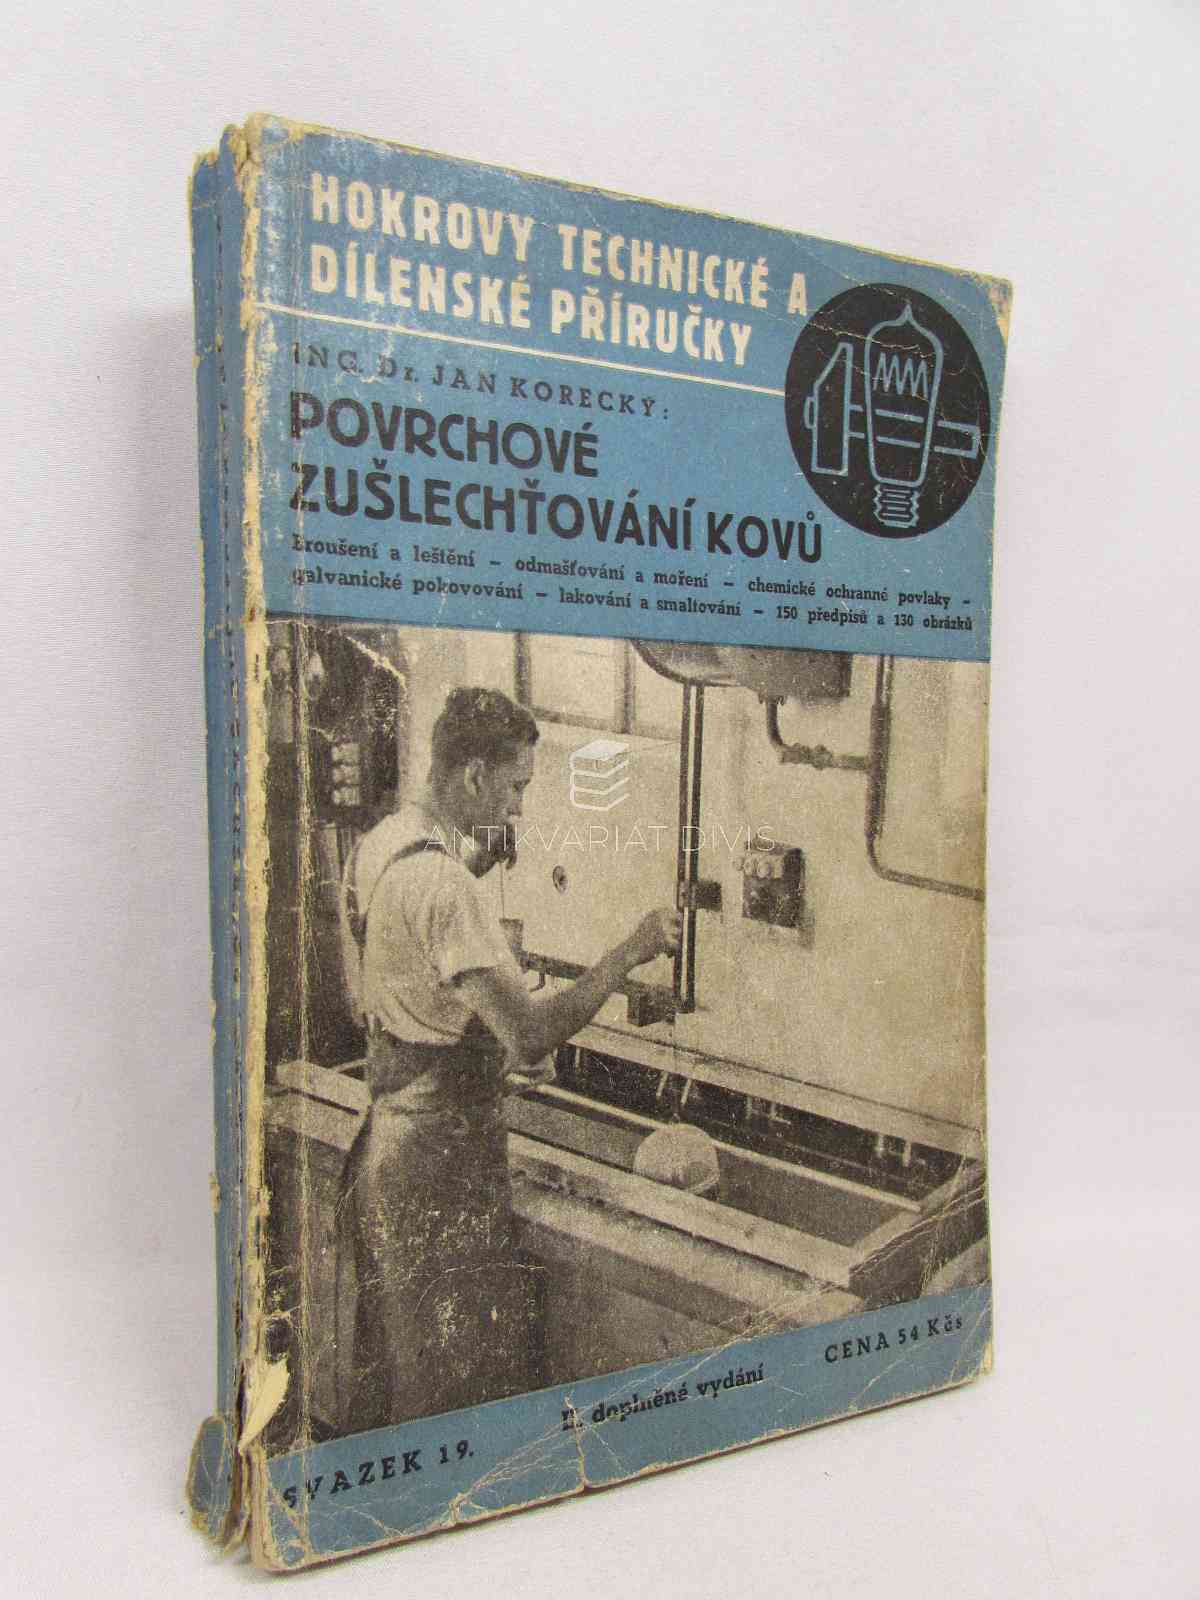 HOKROVY TECHNICKÉ A
DÍLENSKÉ PŘÍRUČKY
ING. Dr. JAN KORECKÝ:
POVRCHOVÉ
ZUŠLECHŤOVÁNÍ KOVŮ
Broušení a leštění – odmašťování a moření – chemické ochranné povlaky –
galvanické pokovování – lakování a smaltování – 150 předpisů a 130 obrázků
ANTIKVARIÁT DIVIŠ
SVAZEK 19.
II. doplněné vydání
CENA 54 Kčs